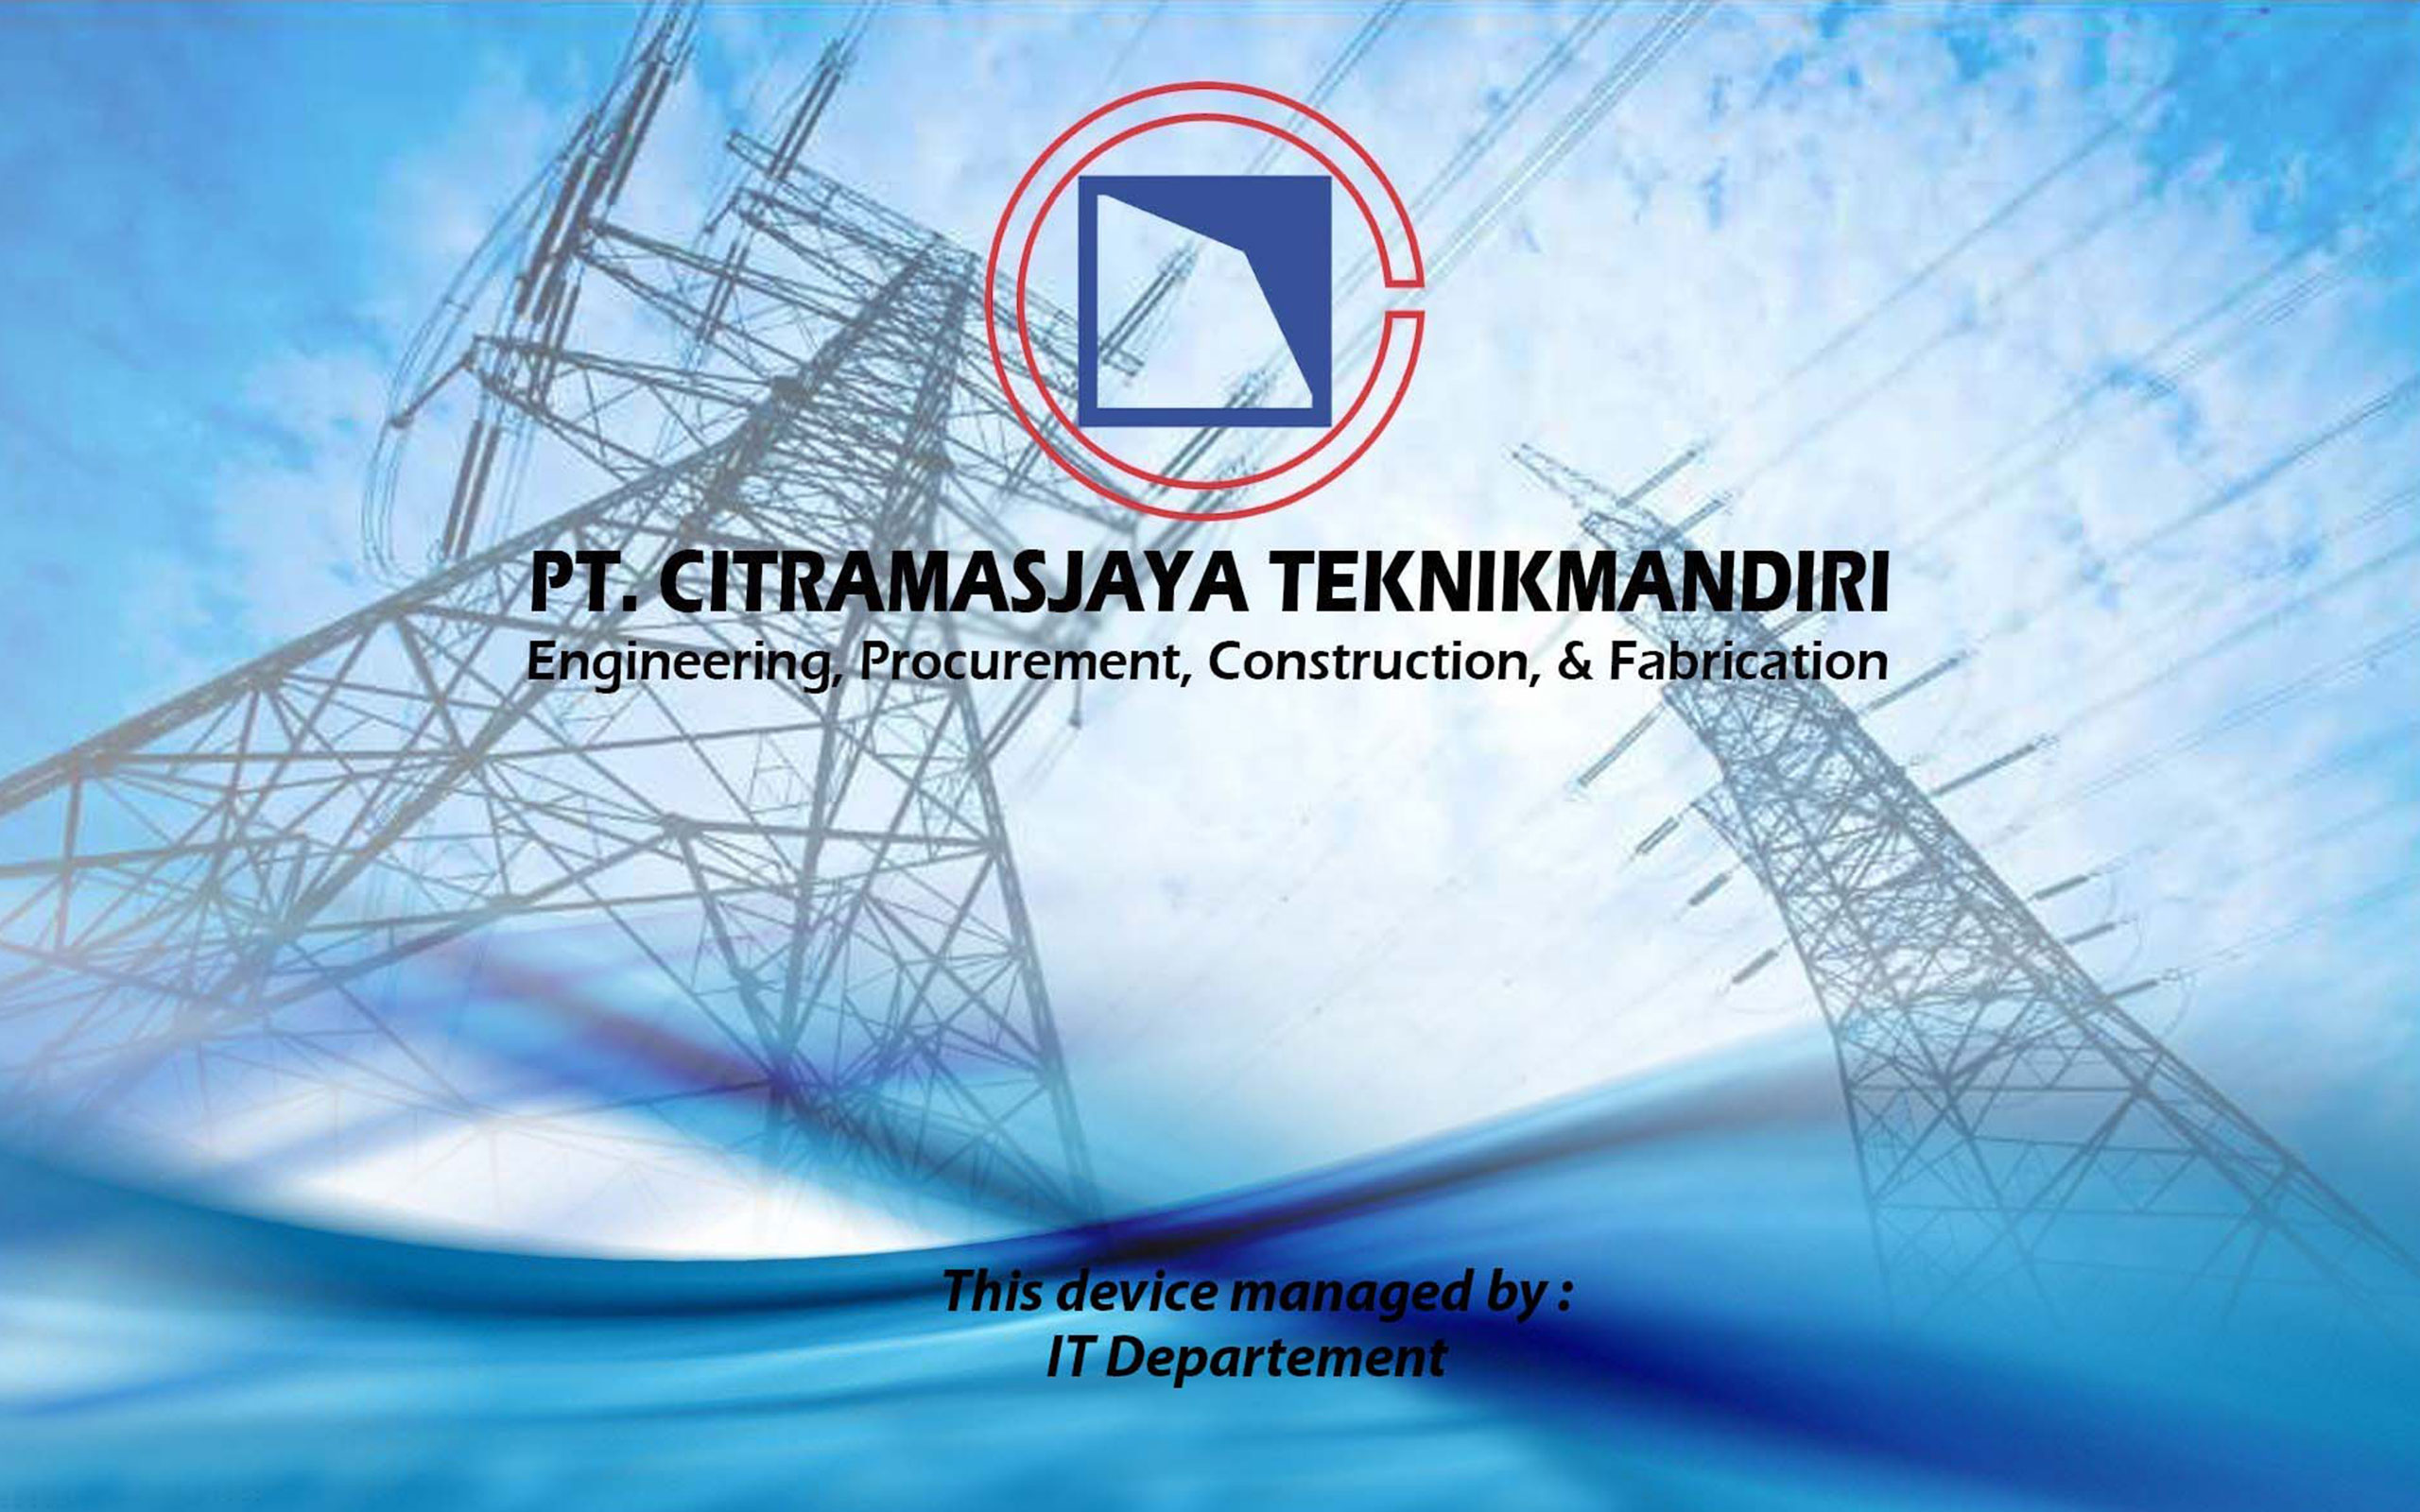 PT. CITRAMASJAYA TEKNIKMANDIRI
Engineering, Procurement, Construction, & Fabrication
This device managed by :
IT Departement